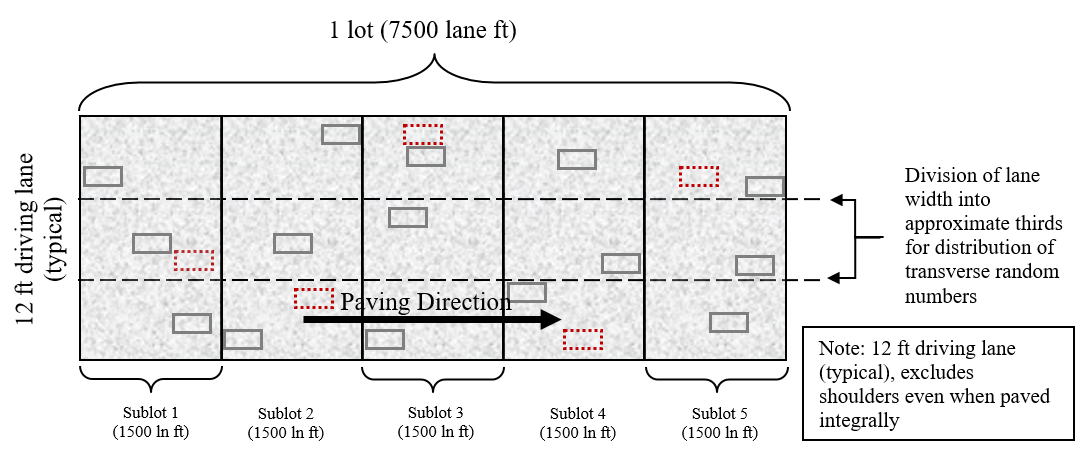 1 lot (7500 lane ft)
12 ft driving lane
(typical)
Division of lane
width into
approximate thirds
for distribution of
transverse random
numbers
Paving Direction
Note: 12 ft driving lane
(typical), excludes
shoulders even when paved
integrally
Sublot 1
(1500 ln ft)
Sublot 2
(1500 ln ft)
Sublot 3
(1500 ln ft)
Sublot 4
(1500 ln ft)
Sublot 5
(1500 ln ft)